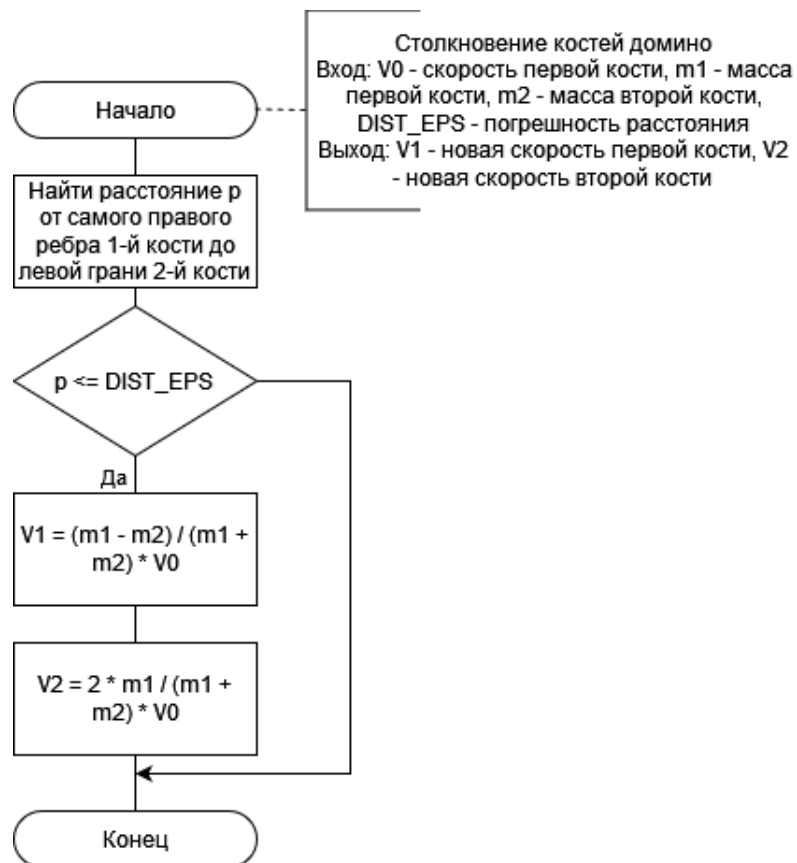 Столкновение костей домино
Вход: V0 - скорость первой кости, m1 - масса
первой кости, m2 - масса второй кости,
DIST_EPS - погрешность расстояния
Выход: V1 - новая скорость первой кости, V2
- новая скорость второй кости
Начало
Найти расстояние p
от самого правого
ребра 1-й кости до
левой грани 2-й кости
p <= DIST_EPS
Да
V1 = (m1 - m2) / (m1 +
m2) * V0
V2 = 2 * m1 / (m1 +
m2) * V0
Конец